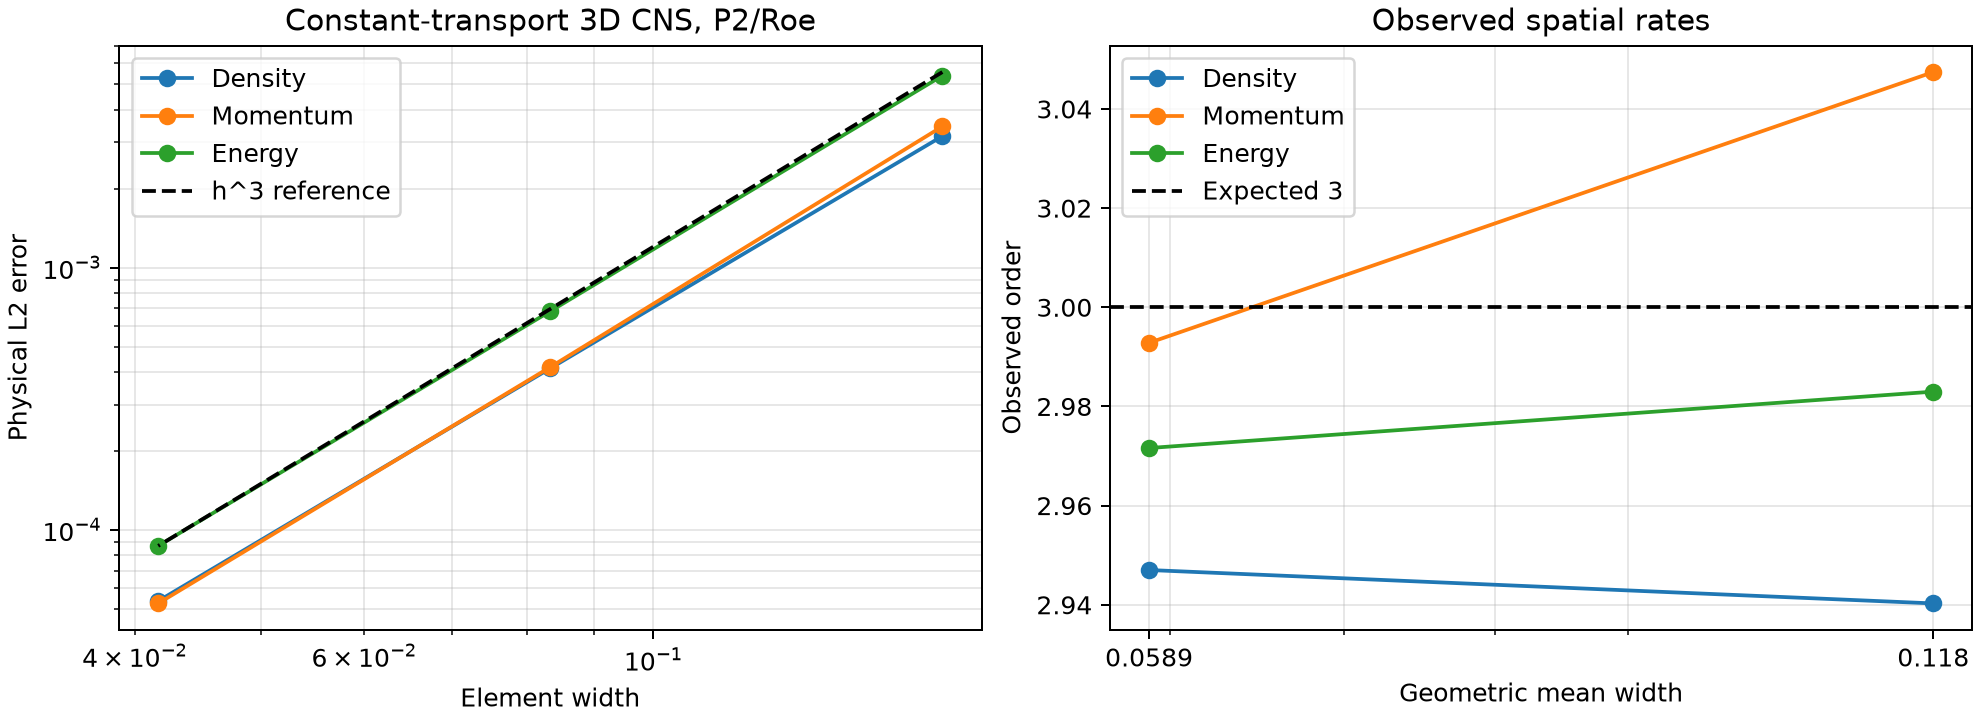 Constant-transport 3D CNS, P2/Roe
Density
Momentum
Energy
h^3 reference
Physical L2 error
10⁻³
10⁻⁴
4 × 10⁻²
6 × 10⁻²
10⁻¹
Element width
Observed spatial rates
Density
Momentum
Energy
Expected 3
Observed order
3.04
3.02
3.00
2.98
2.96
2.94
0.0589
0.118
Geometric mean width